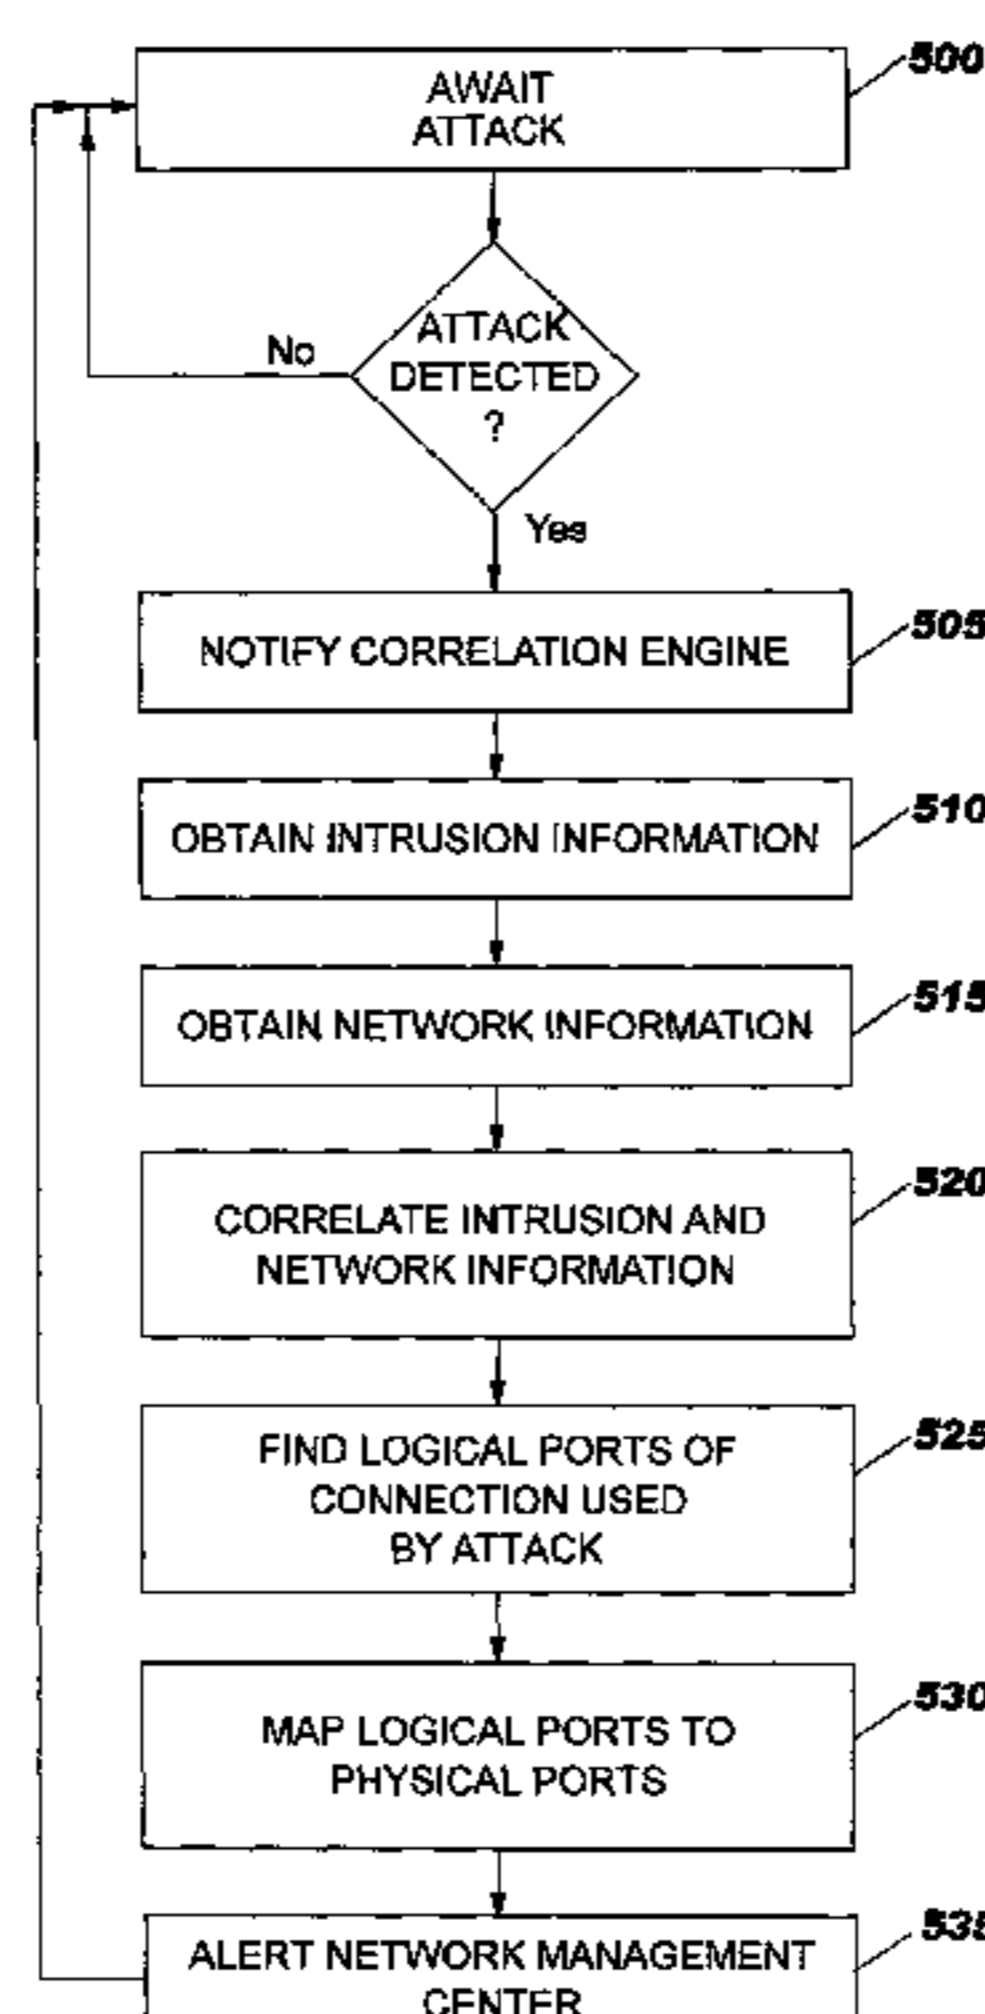 500
AWAIT
ATTACK
ATTACK
DETECTED
?
No
Yes
505
NOTIFY CORRELATION ENGINE
510
OBTAIN INTRUSION INFORMATION
515
OBTAIN NETWORK INFORMATION
520
CORRELATE INTRUSION AND
NETWORK INFORMATION
525
FIND LOGICAL PORTS OF
CONNECTION USED
BY ATTACK
530
MAP LOGICAL PORTS TO
PHYSICAL PORTS
535
ALERT NETWORK MANAGEMENT
CENTER